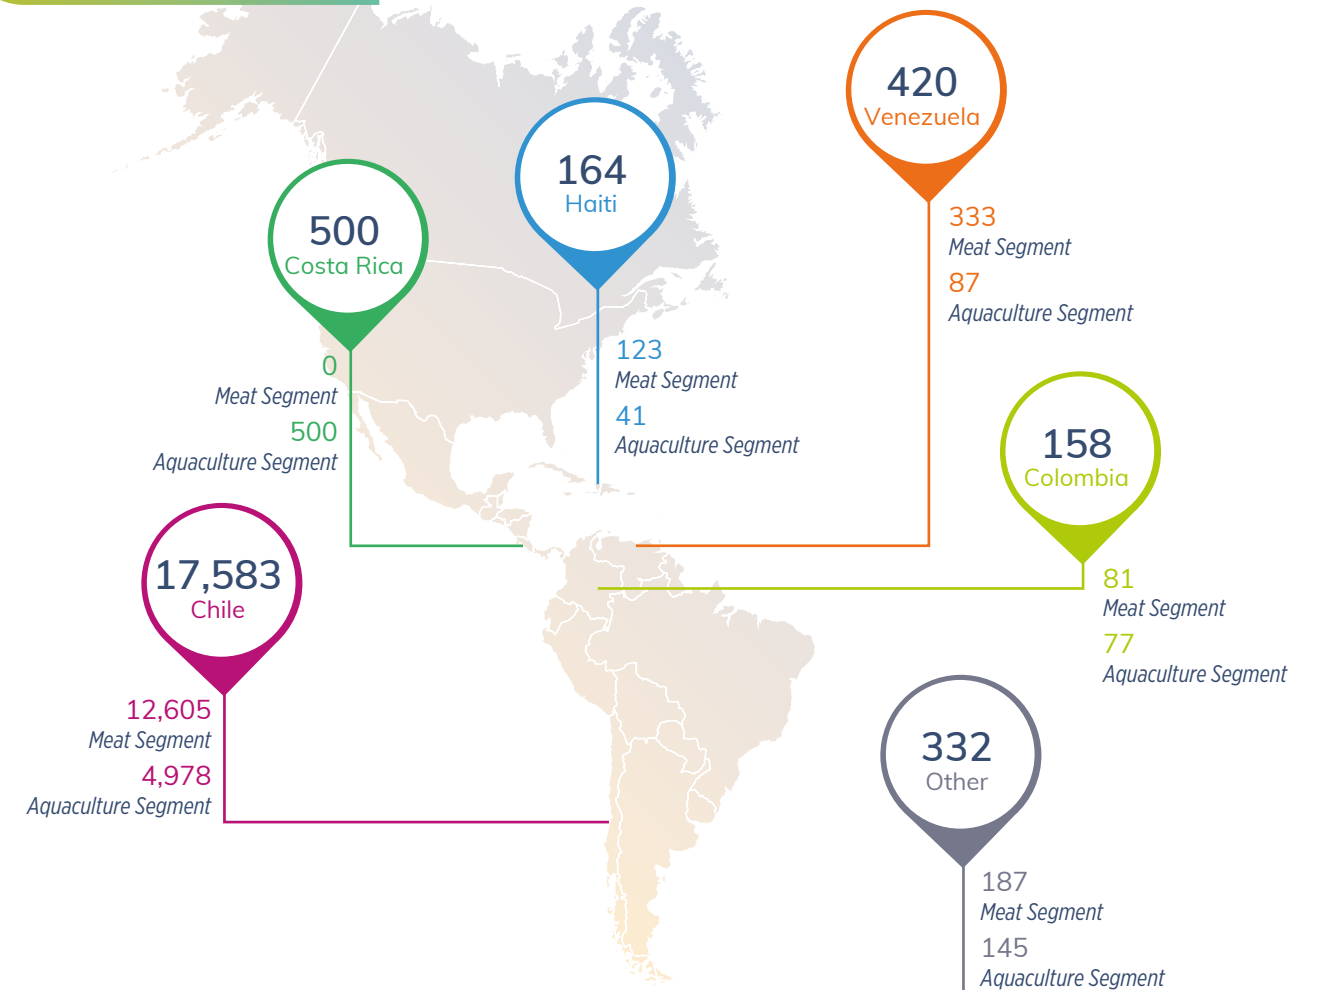 420
Venezuela
333
Meat Segment
87
Aquaculture Segment
164
Haiti
123
Meat Segment
41
Aquaculture Segment
500
Costa Rica
0
Meat Segment
500
Aquaculture Segment
158
Colombia
81
Meat Segment
77
Aquaculture Segment
17,583
Chile
12,605
Meat Segment
4,978
Aquaculture Segment
332
Other
187
Meat Segment
145
Aquaculture Segment